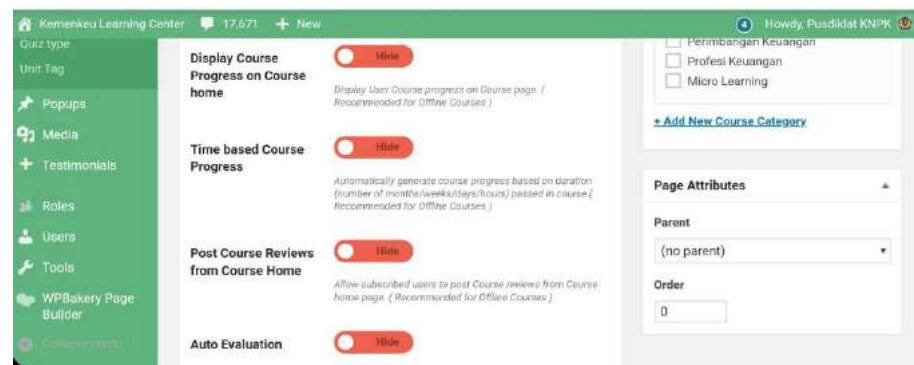 Kemenkeu Learning Center 17,671 + New
4 Howdy, Pusdiklat KNPK
Quiz type
Unit Tag
Popups
Media
Testimonials
Roles
Users
Tools
WPBakery Page
Builder
Collapse menu
Display Course
Progress on Course
home
Hide
Display User Course progress on Course page. (
Recommended for Offline Courses )
Time based Course
Progress
Hide
Automatically generate course progress based on duration
(number of months/weeks/days/hours) passed in course.(
Recommended for Offline Courses )
Post Course Reviews
from Course Home
Hide
Allow subscribed users to post Course reviews from Course
home page. ( Recommended for Offline Courses )
Auto Evaluation
Hide
Perimbangan Keuangan
Profesi Keuangan
Micro Learning
+ Add New Course Category
Page Attributes
Parent
(no parent)
Order
0